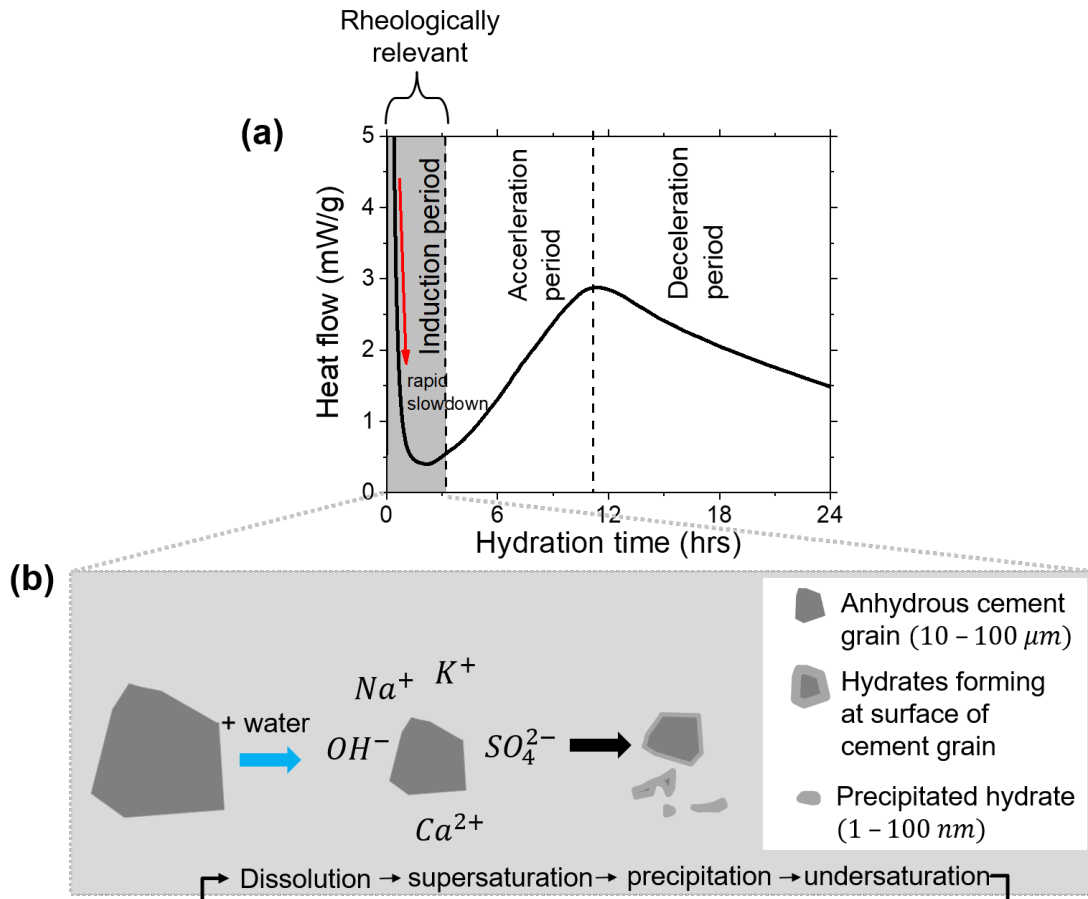 Rheologically
relevant
(a)
Heat flow (mW/g)
5
4
3
2
1
0
Induction period
Accerleration
period
Deceleration
period
rapid
slowdown
0 6 12 18 24
Hydration time (hrs)
(b)
+ water
Na⁺ K⁺
OH⁻ SO₄²⁻
Ca²⁺
Anhydrous cement
grain (10 – 100 μm)
Hydrates forming
at surface of
cement grain
Precipitated hydrate
(1 – 100 nm)
Dissolution → supersaturation → precipitation → undersaturation